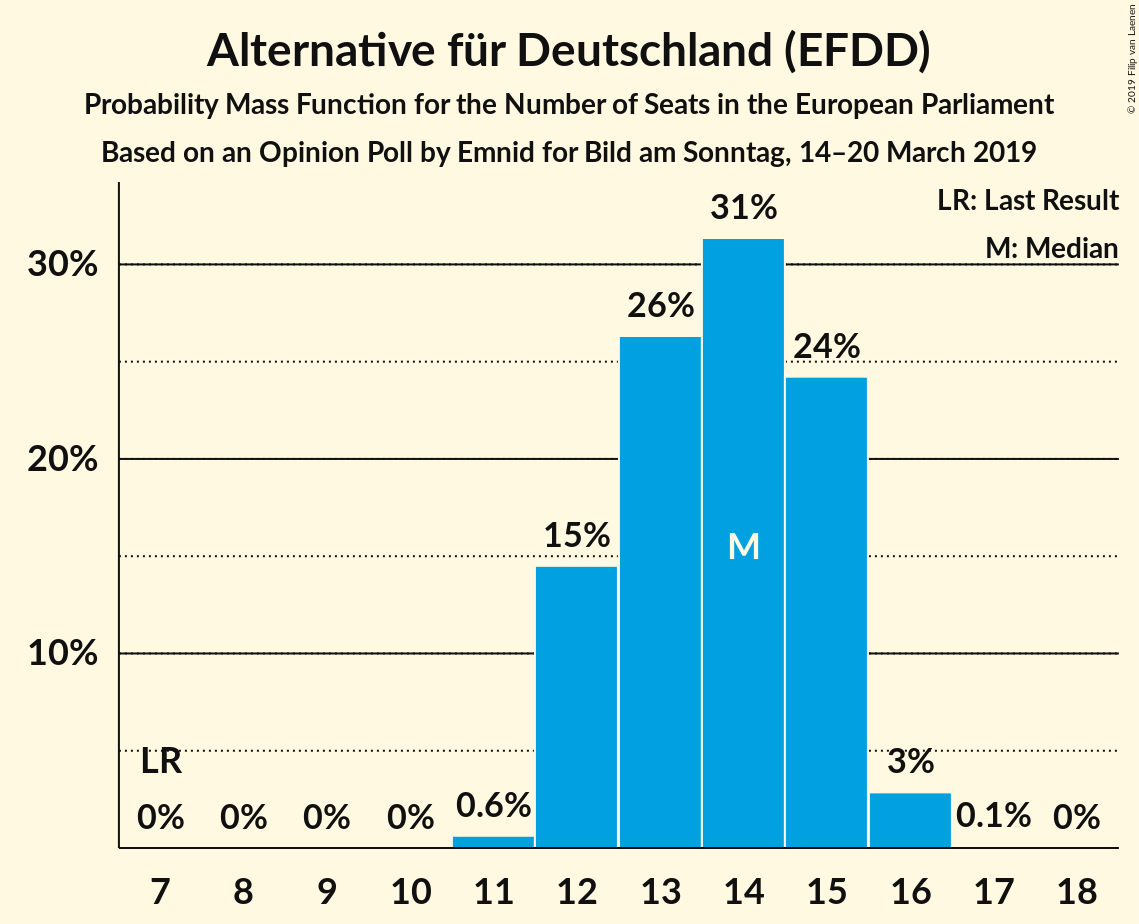 Alternative für Deutschland (EFDD)
Probability Mass Function for the Number of Seats in the European Parliament
Based on an Opinion Poll by Emnid for Bild am Sonntag, 14–20 March 2019
© 2019 Filip van Laenen
LR: Last Result
M: Median
31%
30%
26%
24%
20%
15%
M
10%
LR
3%
0% 0% 0% 0% 0.6% 0.1% 0%
7 8 9 10 11 12 13 14 15 16 17 18